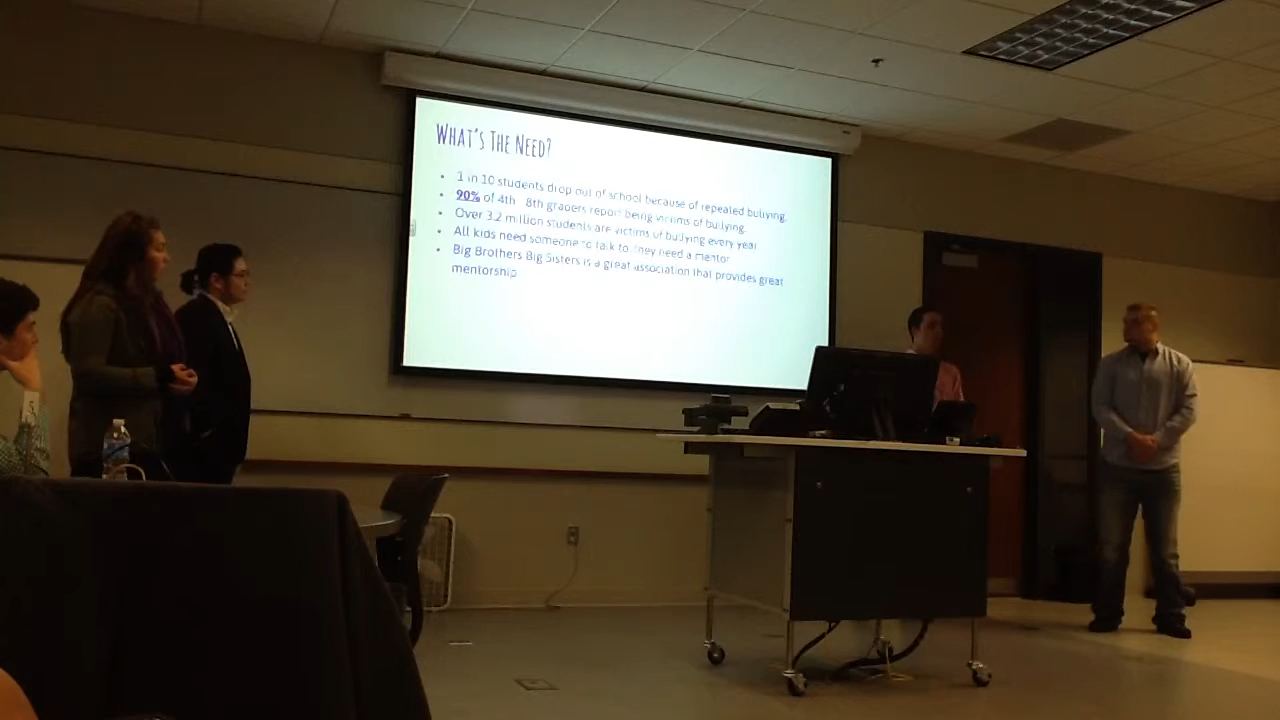 WHAT'S THE NEED?
• 1 in 10 students drop out of school because of repeated bullying.
• 90% of 4th 8th graders report being victims of bullying.
• Over 3.2 million students are victims of bullying every year
• All kids need someone to talk to, they need a mentor
• Big Brothers Big Sisters is a great association that provides great
mentorship